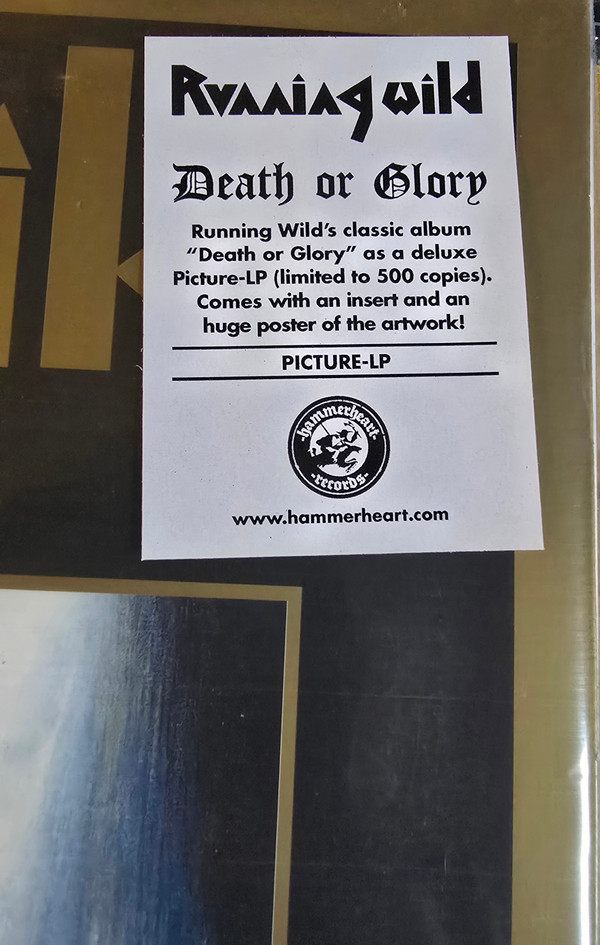 Running wild
Death or Glory
Running Wild's classic album
“Death or Glory” as a deluxe
Picture-LP (limited to 500 copies).
Comes with an insert and an
huge poster of the artwork!
PICTURE-LP
·hammerheart·
·records·
www.hammerheart.com